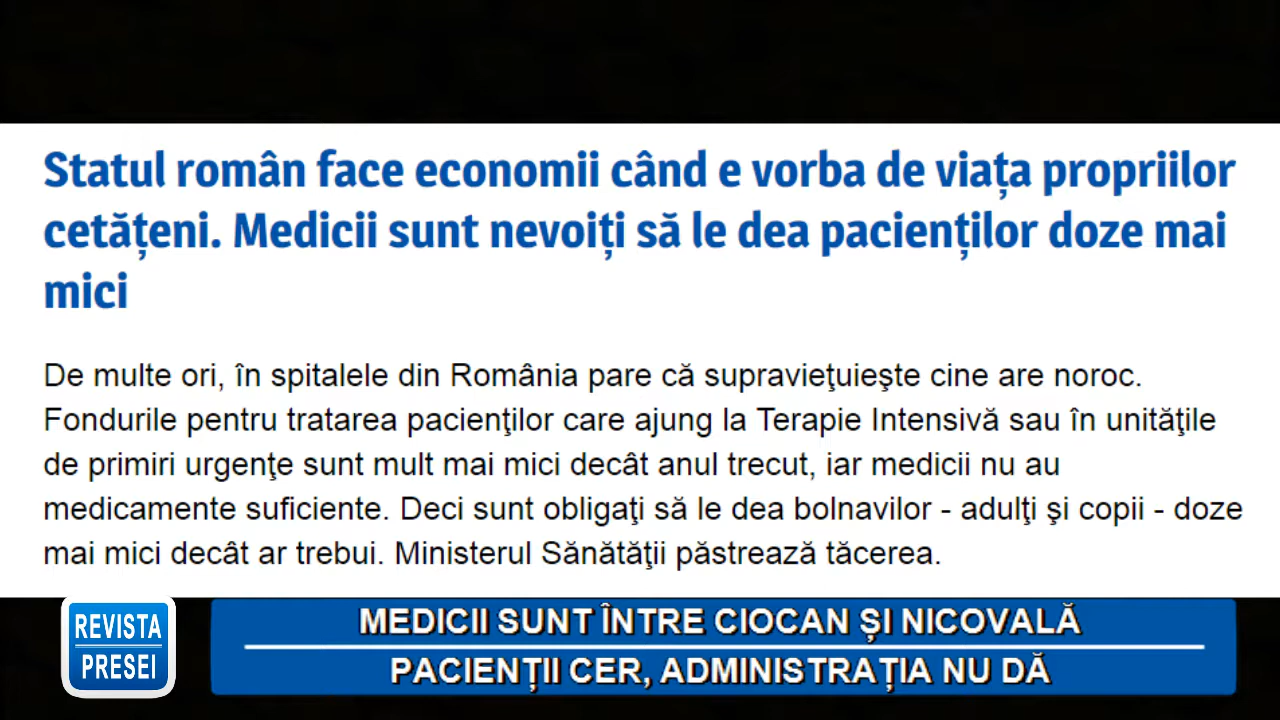 Statul român face economii când e vorba de viața propriilor
cetățeni. Medicii sunt nevoiți să le dea pacienților doze mai
mici
De multe ori, în spitalele din România pare că supravieţuieşte cine are noroc.
Fondurile pentru tratarea pacienţilor care ajung la Terapie Intensivă sau în unităţile
de primiri urgenţe sunt mult mai mici decât anul trecut, iar medicii nu au
medicamente suficiente. Deci sunt obligaţi să le dea bolnavilor - adulţi şi copii - doze
mai mici decât ar trebui. Ministerul Sănătăţii păstrează tăcerea.
REVISTA
PRESEI
MEDICII SUNT ÎNTRE CIOCAN ȘI NICOVALĂ
PACIENȚII CER, ADMINISTRAȚIA NU DĂ